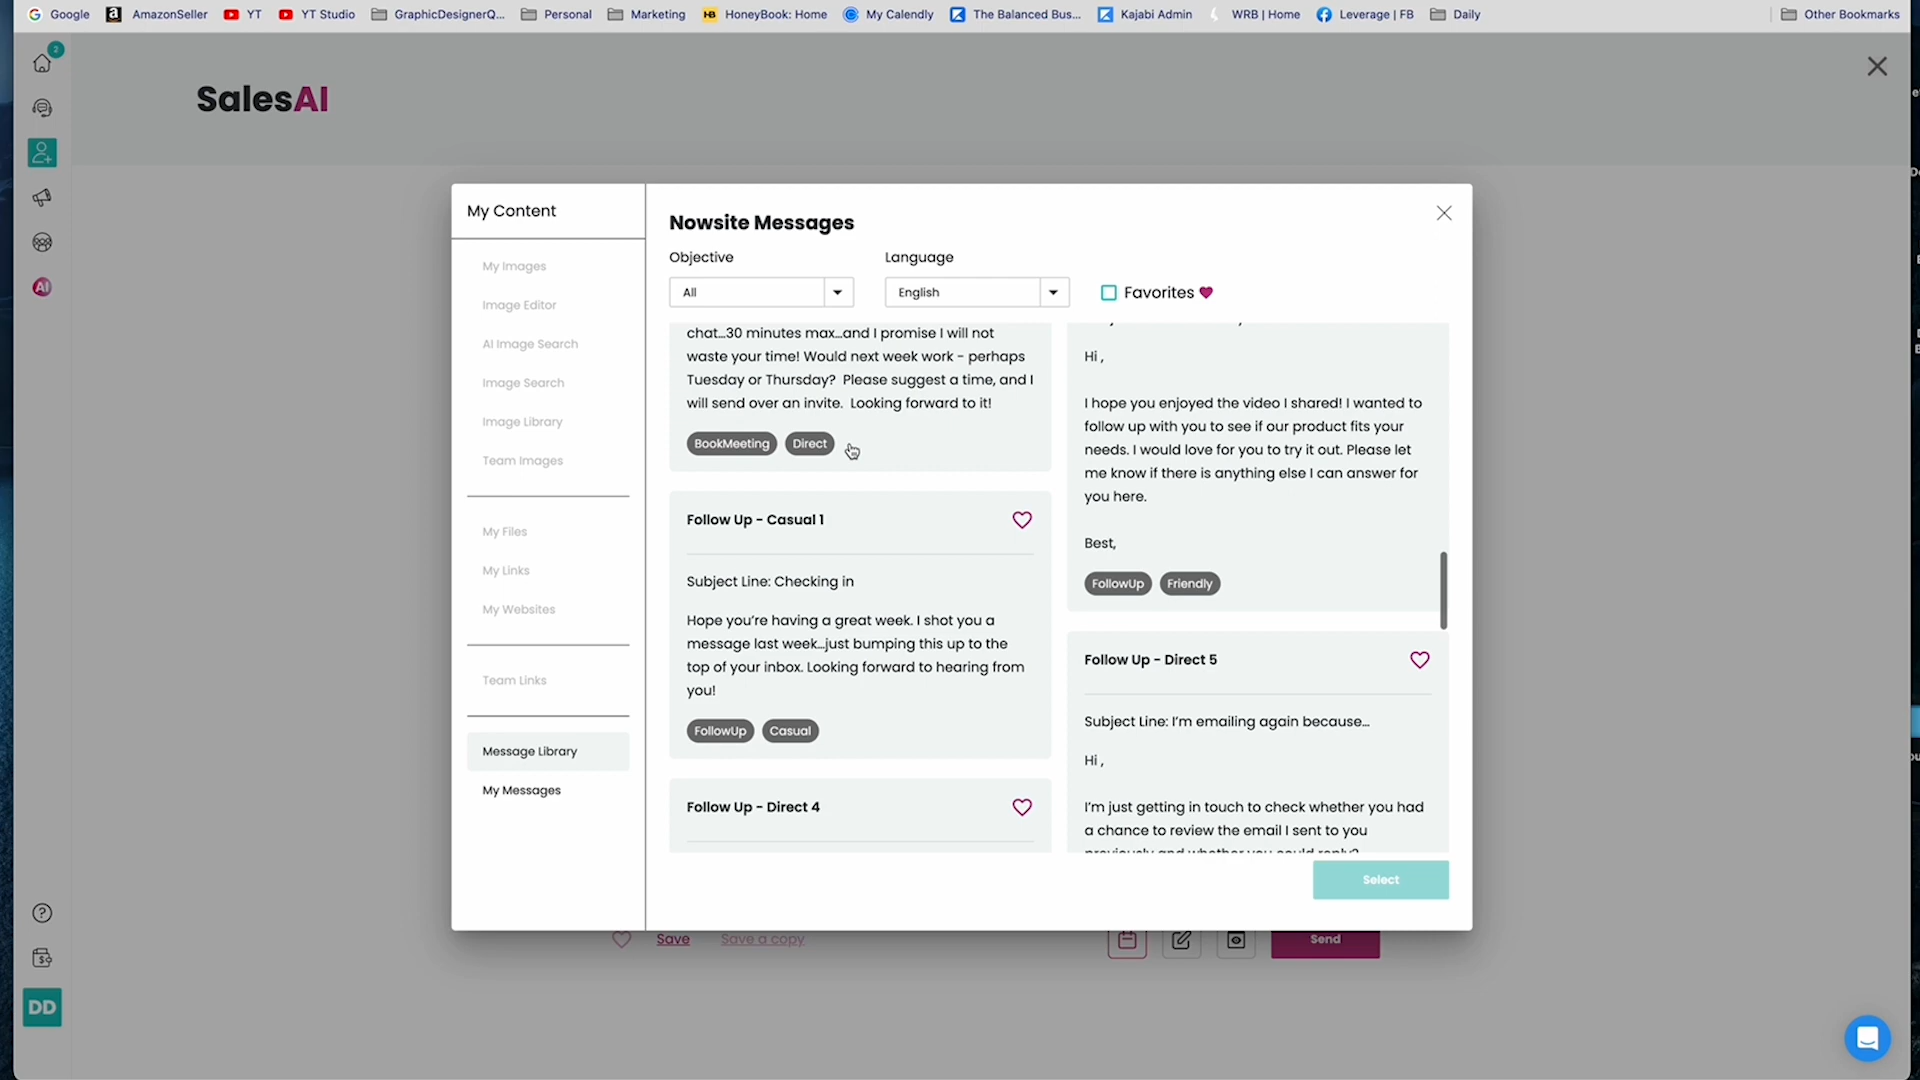 Google
AmazonSeller
YT
YT Studio
GraphicDesignerQ...
Personal
Marketing
HB
HoneyBook: Home
My Calendly
The Balanced Bus...
Kajabi Admin
WRB | Home
Leverage | FB
Daily
Other Bookmarks
2
SalesAI
AI
DD
My Content
My Images
Image Editor
AI Image Search
Image Search
Image Library
Team Images
My Files
My Links
My Websites
Team Links
Message Library
My Messages
Nowsite Messages
Objective
All
Language
English
Favorites
chat...30 minutes max...and I promise I will not
waste your time! Would next week work - perhaps
Tuesday or Thursday? Please suggest a time, and I
will send over an invite. Looking forward to it!
BookMeeting
Direct
Follow Up - Casual 1
Subject Line: Checking in
Hope you're having a great week. I shot you a
message last week...just bumping this up to the
top of your inbox. Looking forward to hearing from
you!
FollowUp
Casual
Follow Up - Direct 4
Hi ,
I hope you enjoyed the video I shared! I wanted to
follow up with you to see if our product fits your
needs. I would love for you to try it out. Please let
me know if there is anything else I can answer for
you here.
Best,
FollowUp
Friendly
Follow Up - Direct 5
Subject Line: I'm emailing again because...
Hi ,
I'm just getting in touch to check whether you had
a chance to review the email I sent to you
previously and whether you could reply?
Select
Save
Save a copy
Send